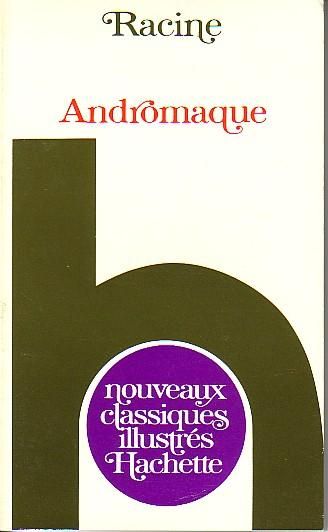 Racine
Andromaque
h
nouveaux
classiques
illustrés
Hachette